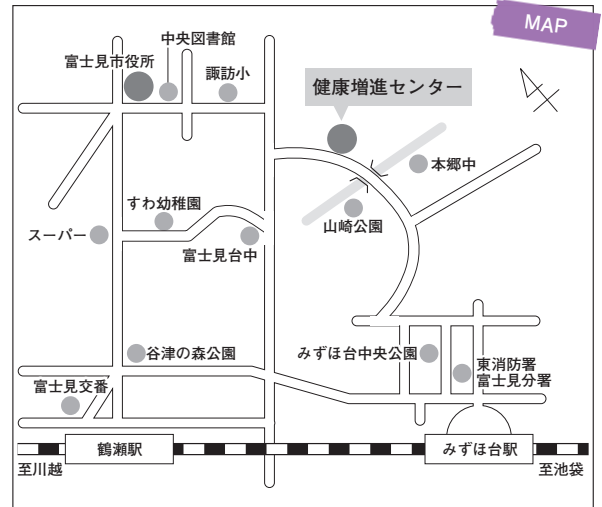 MAP
中央図書館
富士見市役所
諏訪小
健康増進センター
本郷中
すわ幼稚園
山崎公園
スーパー
富士見台中
谷津の森公園
みずほ台中央公園
東消防署
富士見分署
富士見交番
鶴瀬駅
みずほ台駅
至川越
至池袋